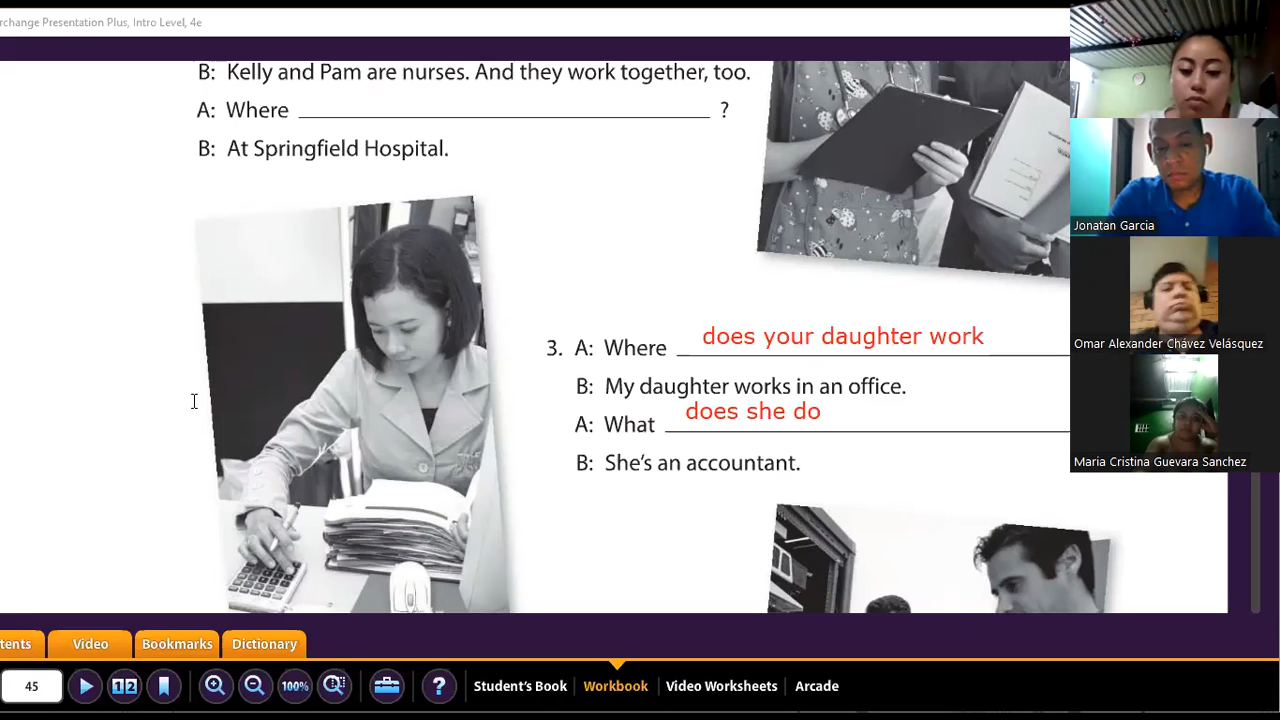 rchange Presentation Plus, Intro Level, 4e
B: Kelly and Pam are nurses. And they work together, too.
A: Where ?
B: At Springfield Hospital.
Jonatan Garcia
does your daughter work
3. A: Where
Omar Alexander Chávez Velásquez
B: My daughter works in an office.
does she do
A: What
B: She's an accountant.
Maria Cristina Guevara Sanchez
tents Video Bookmarks Dictionary
45 12 100% ? Student's Book Workbook Video Worksheets Arcade